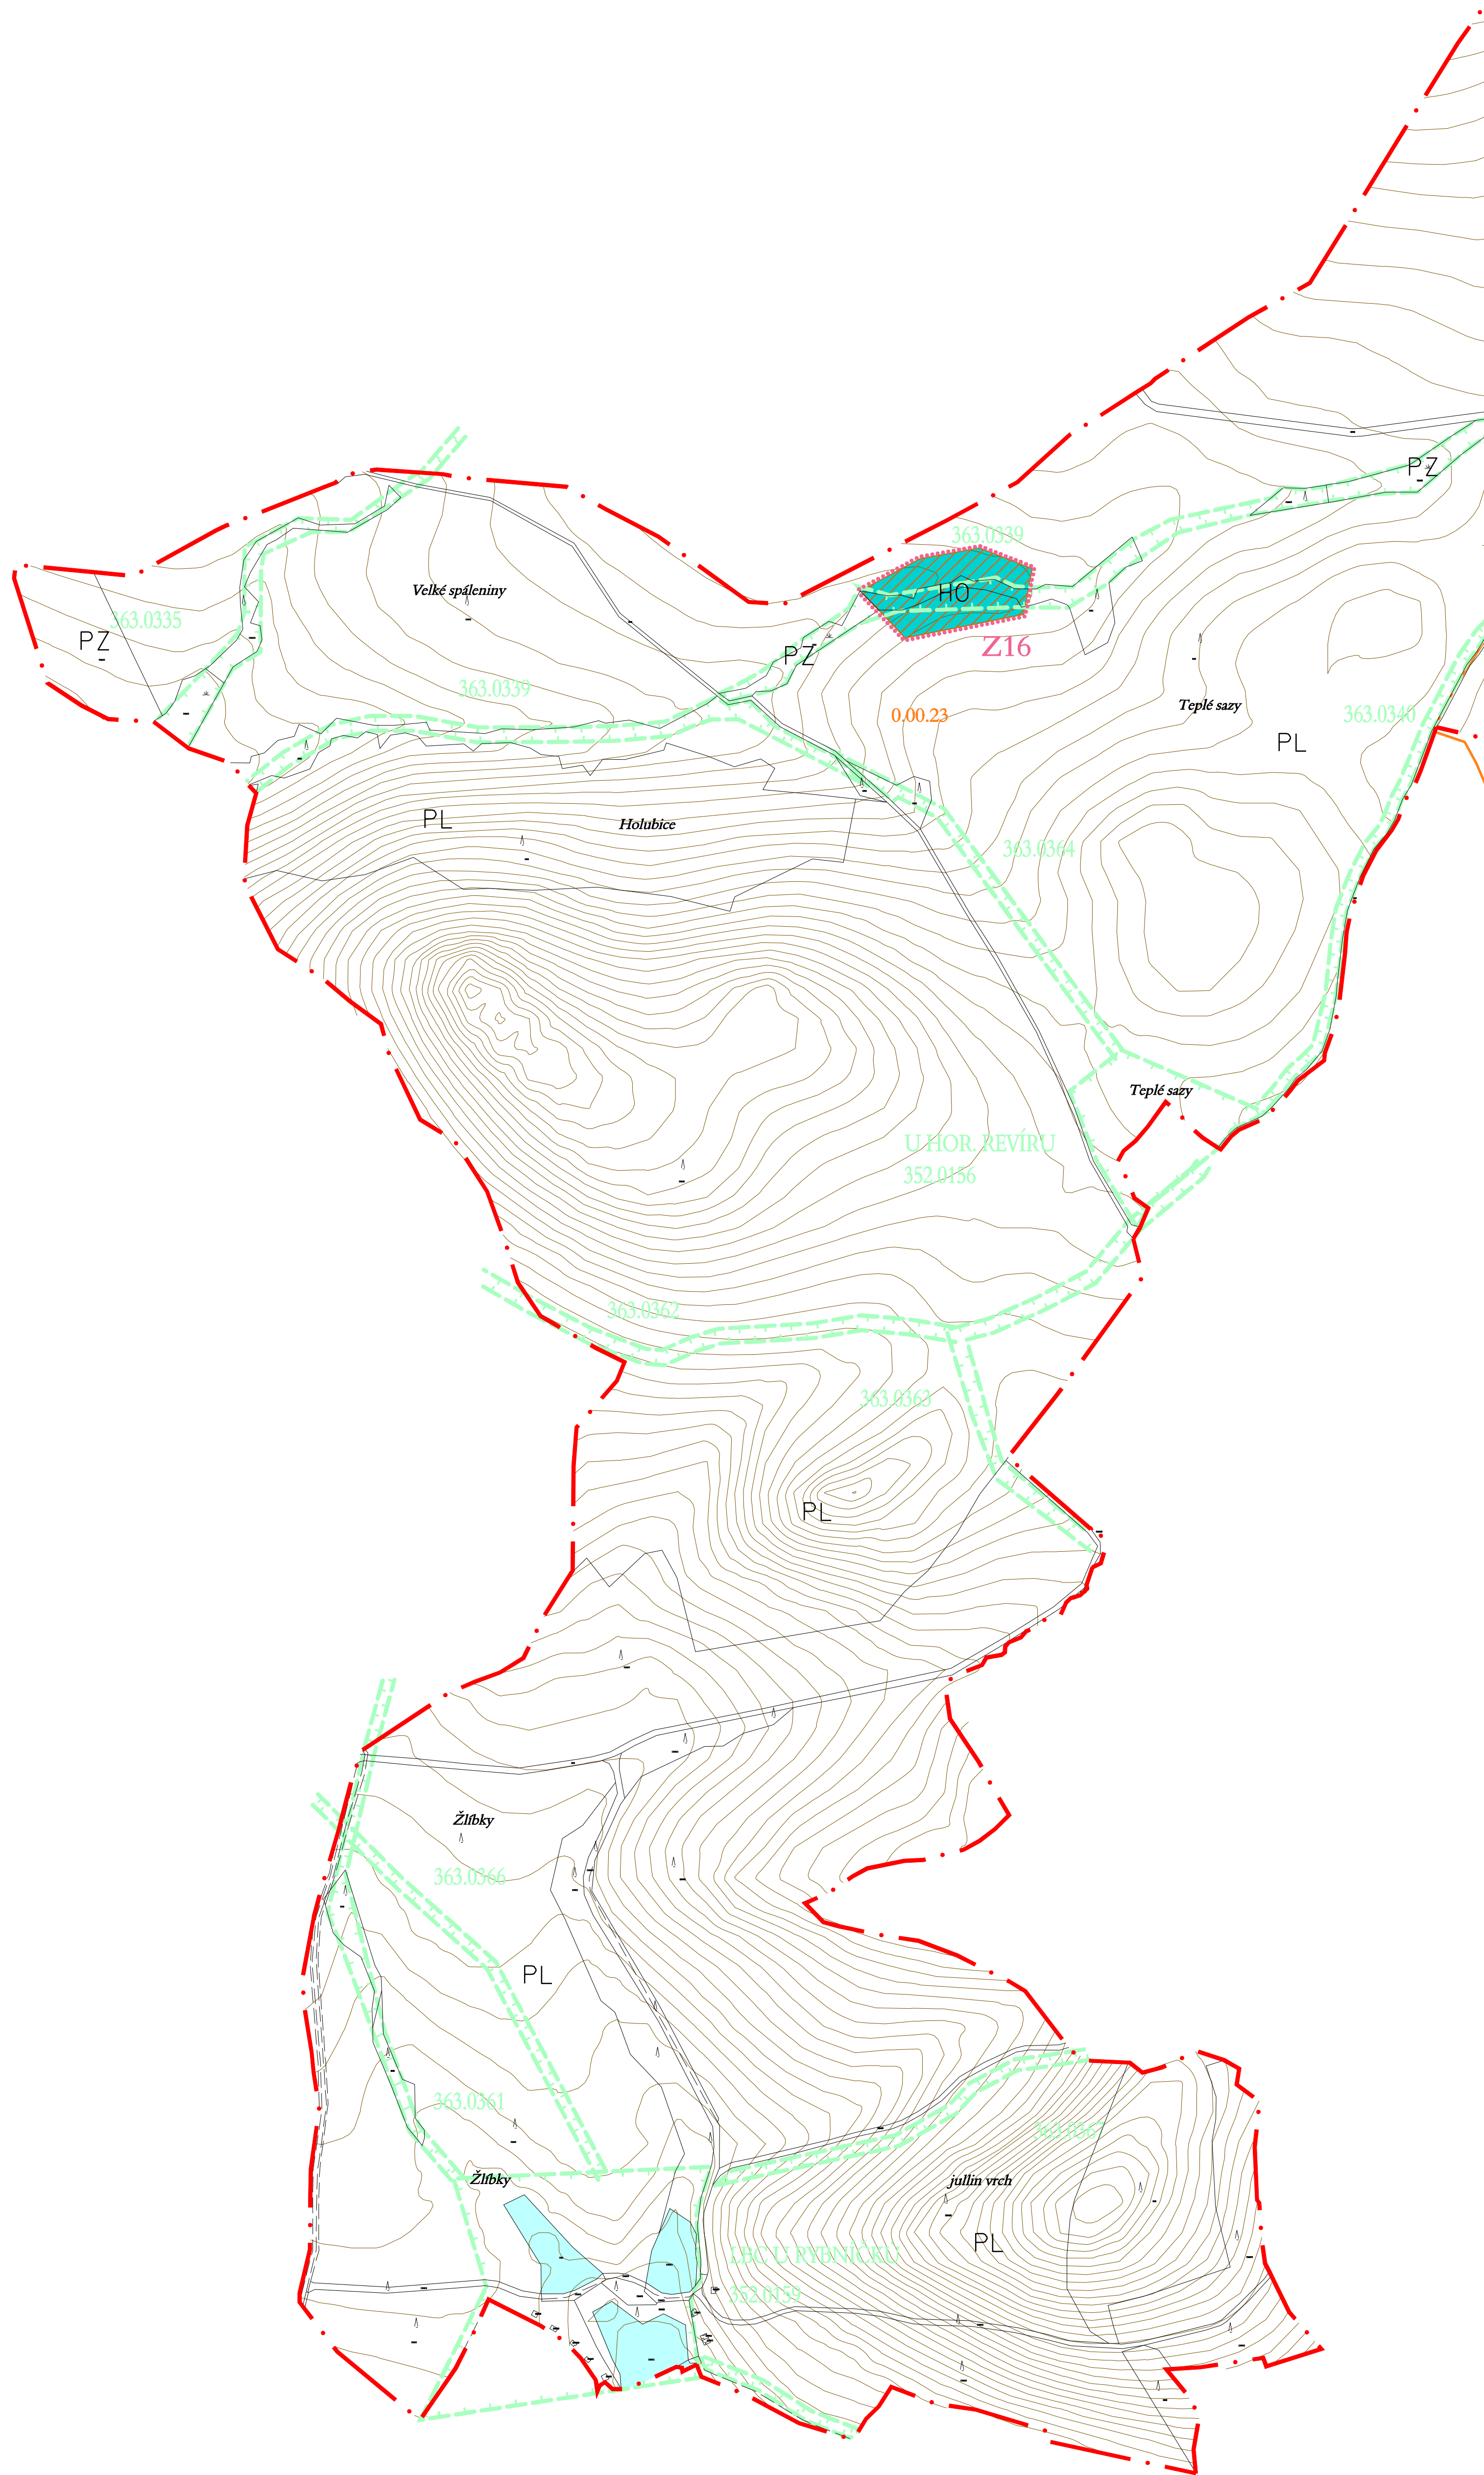 PZ
363.0339
Velké spáleniny
HO
363.0335
PZ
Z16
PZ
363.0339
Teplé sazy
0.00.23
363.0340
PL
PL
Holubice
363.0364
Teplé sazy
U HOR. REVÍRU
352.0156
363.0362
363.0363
PL
Žlíbky
363.0366
PL
363.0361
363.0367
Žlíbky
jullin vrch
PL
LBC U RYBNÍČKU
352.0159